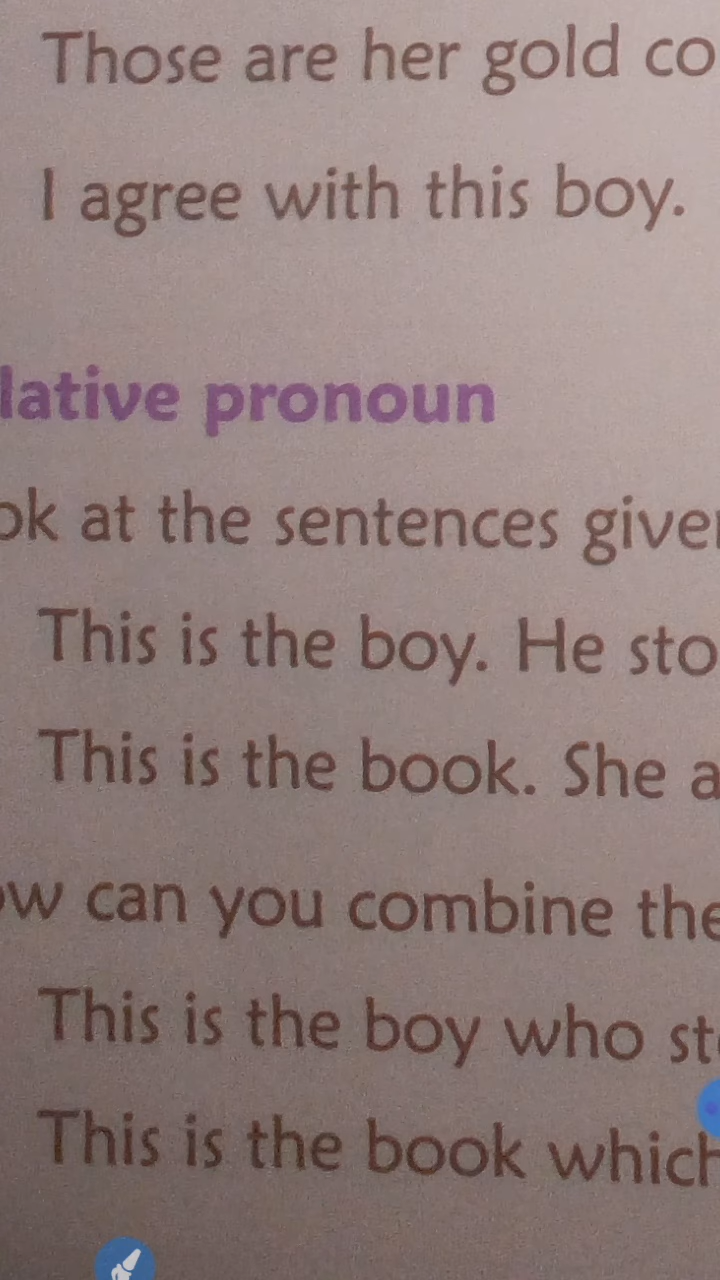 Those are her gold co
I agree with this boy.
lative pronoun
ok at the sentences give
This is the boy. He sto
This is the book. She a
ow can you combine the
This is the boy who st
This is the book which